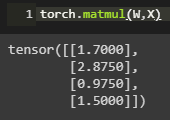 1 torch.matmul(W,X)
tensor([[1.7000],
[2.8750],
[0.9750],
[1.5000]])